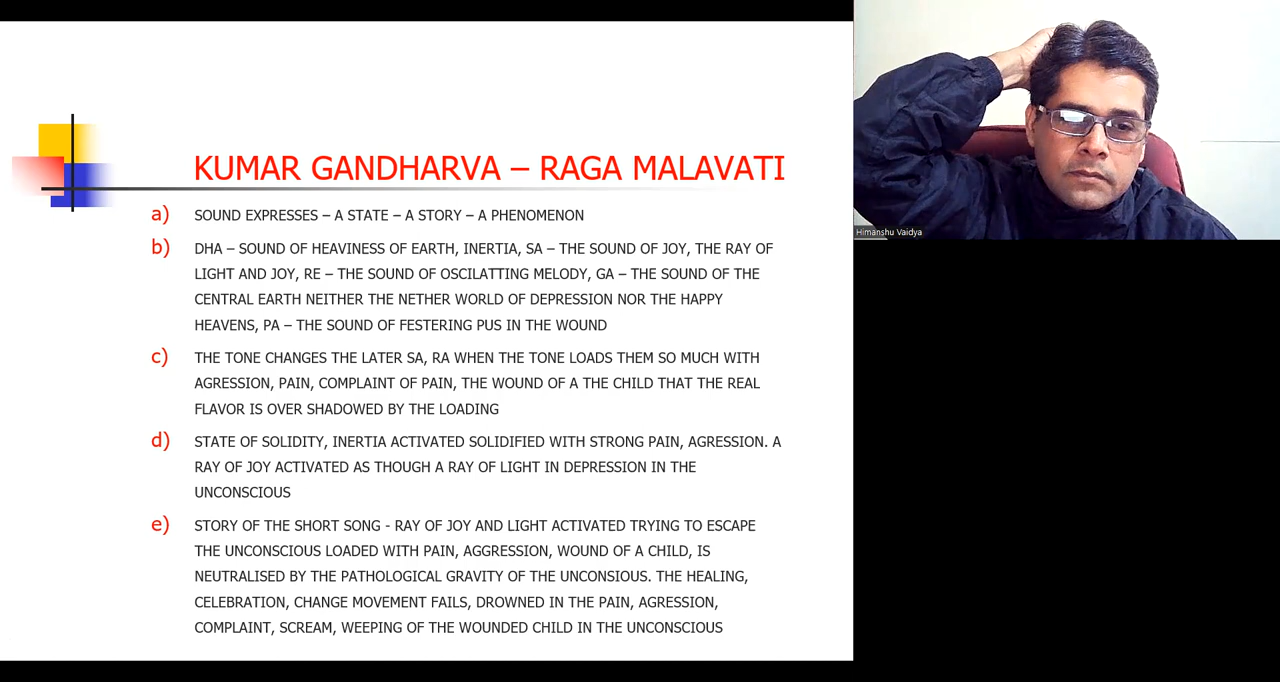 KUMAR GANDHARVA – RAGA MALAVATI
a) SOUND EXPRESSES – A STATE – A STORY – A PHENOMENON
b) DHA – SOUND OF HEAVINESS OF EARTH, INERTIA, SA – THE SOUND OF JOY, THE RAY OF
LIGHT AND JOY, RE – THE SOUND OF OSCILATTING MELODY, GA – THE SOUND OF THE
CENTRAL EARTH NEITHER THE NETHER WORLD OF DEPRESSION NOR THE HAPPY
HEAVENS, PA – THE SOUND OF FESTERING PUS IN THE WOUND
c) THE TONE CHANGES THE LATER SA, RA WHEN THE TONE LOADS THEM SO MUCH WITH
AGRESSION, PAIN, COMPLAINT OF PAIN, THE WOUND OF A THE CHILD THAT THE REAL
FLAVOR IS OVER SHADOWED BY THE LOADING
d) STATE OF SOLIDITY, INERTIA ACTIVATED SOLIDIFIED WITH STRONG PAIN, AGRESSION. A
RAY OF JOY ACTIVATED AS THOUGH A RAY OF LIGHT IN DEPRESSION IN THE
UNCONSCIOUS
e) STORY OF THE SHORT SONG - RAY OF JOY AND LIGHT ACTIVATED TRYING TO ESCAPE
THE UNCONSCIOUS LOADED WITH PAIN, AGGRESSION, WOUND OF A CHILD, IS
NEUTRALISED BY THE PATHOLOGICAL GRAVITY OF THE UNCONSIOUS. THE HEALING,
CELEBRATION, CHANGE MOVEMENT FAILS, DROWNED IN THE PAIN, AGRESSION,
COMPLAINT, SCREAM, WEEPING OF THE WOUNDED CHILD IN THE UNCONSCIOUS
Himanshu Vaidya